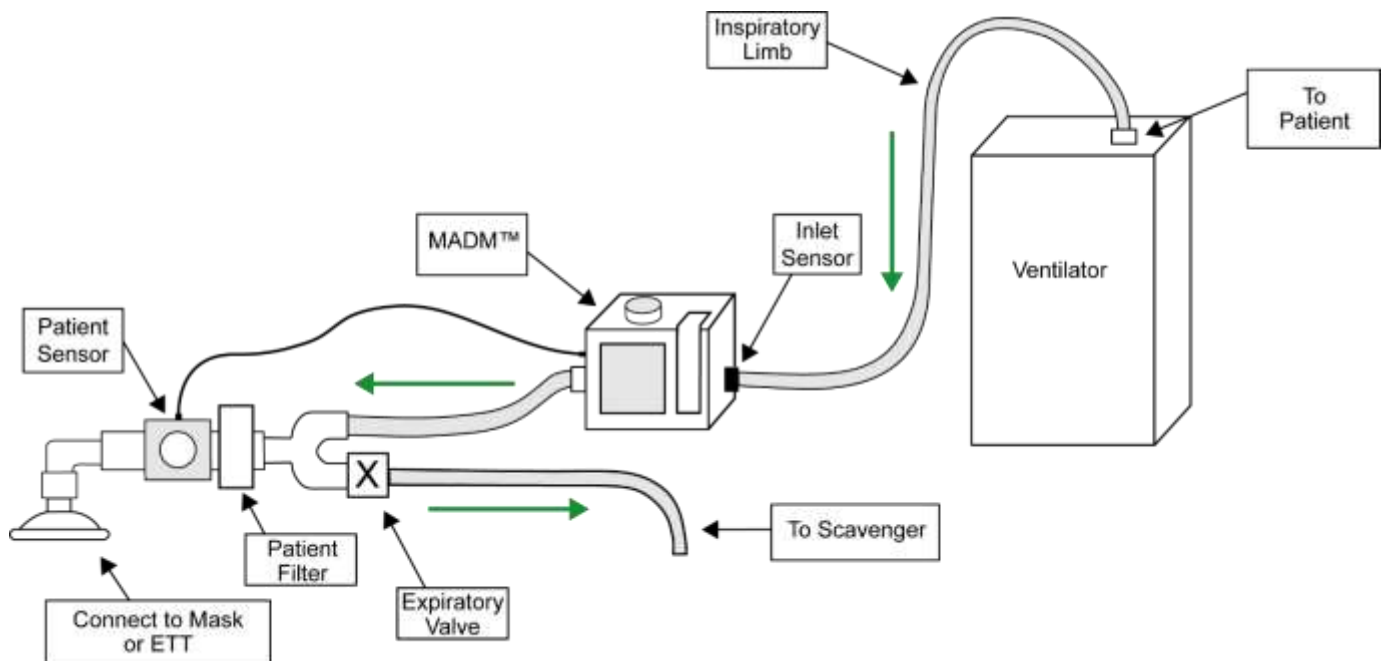 Inspiratory
Limb
To
Patient
Inlet
Sensor
MADM™
Ventilator
Patient
Sensor
X
To Scavenger
Patient
Filter
Expiratory
Valve
Connect to Mask
or ETT